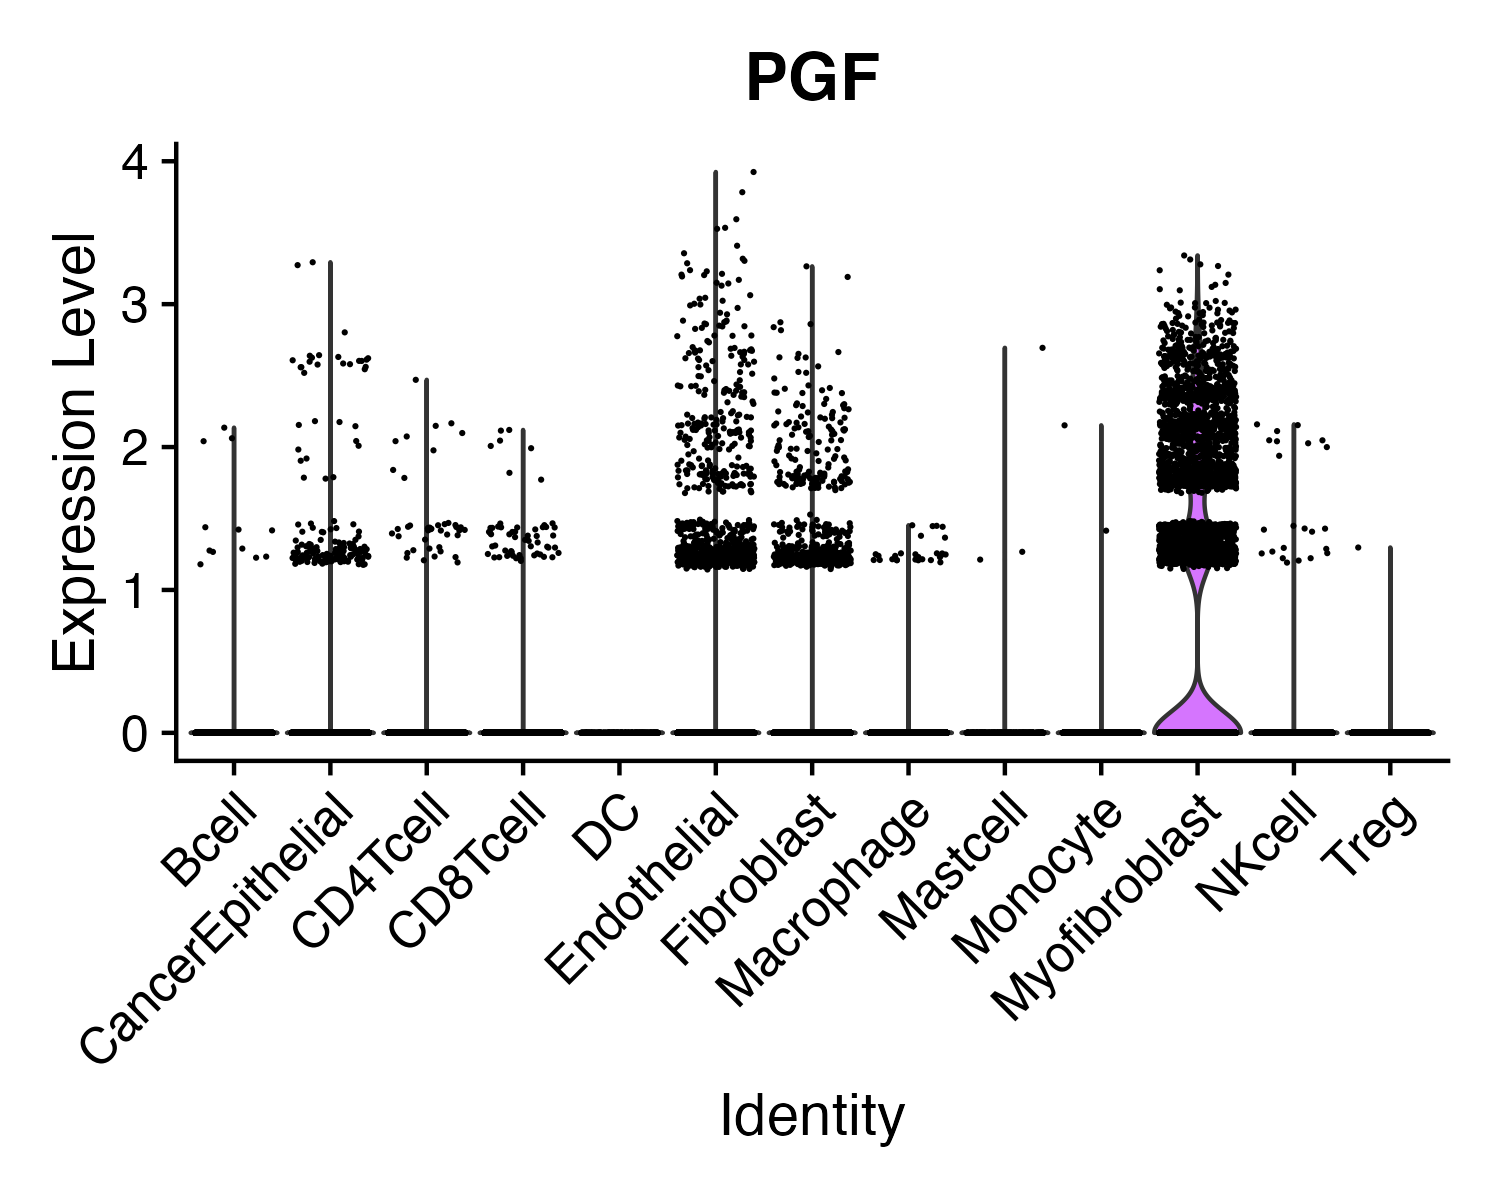 PGF
Expression Level
4
3
2
1
0
Bcell
CancerEpithelial
CD4Tcell
CD8Tcell
DC
Endothelial
Fibroblast
Macrophage
Mastcell
Monocyte
Myofibroblast
NKcell
Treg
Identity